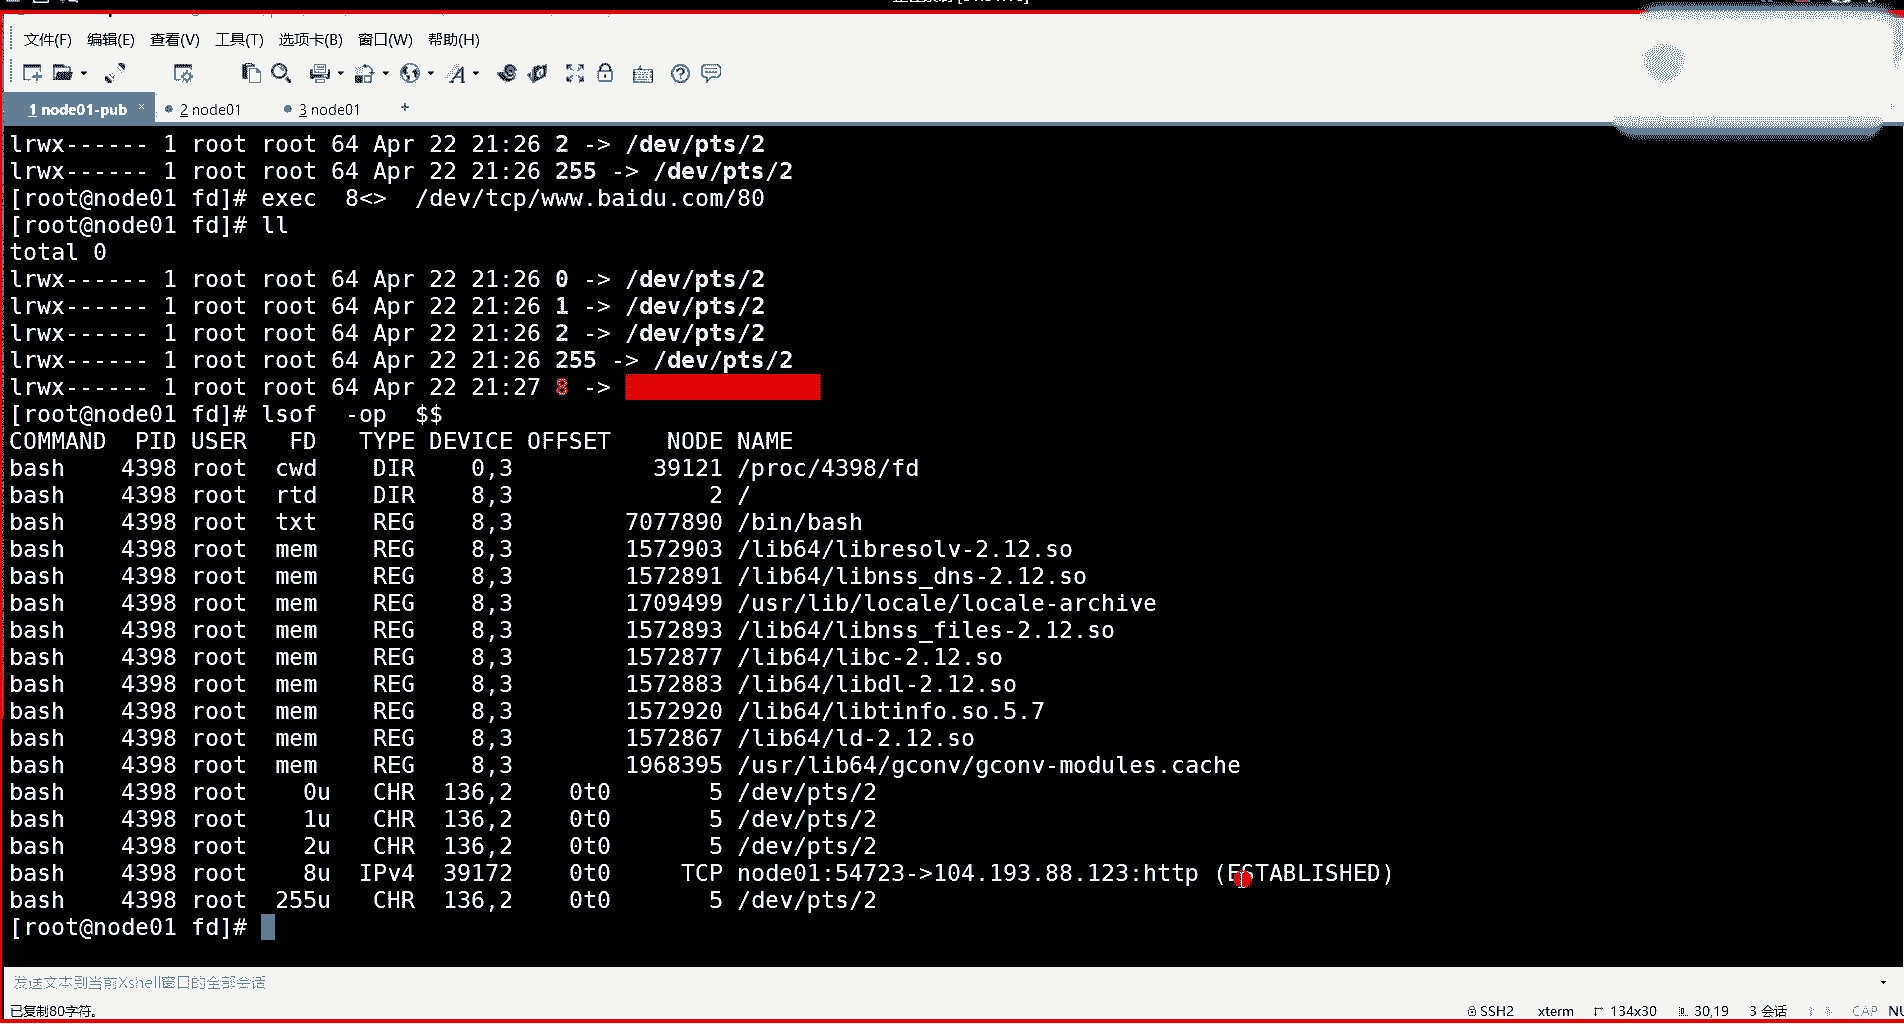 文件(F) 编辑(E) 查看(V) 工具(T) 选项卡(B) 窗口(W) 帮助(H)
1 node01-pub × 2 node01 3 node01 +
lrwx------ 1 root root 64 Apr 22 21:26 2 -> /dev/pts/2
lrwx------ 1 root root 64 Apr 22 21:26 255 -> /dev/pts/2
[root@node01 fd]# exec  8<>  /dev/tcp/www.baidu.com/80
[root@node01 fd]# ll
total 0
lrwx------ 1 root root 64 Apr 22 21:26 0 -> /dev/pts/2
lrwx------ 1 root root 64 Apr 22 21:26 1 -> /dev/pts/2
lrwx------ 1 root root 64 Apr 22 21:26 2 -> /dev/pts/2
lrwx------ 1 root root 64 Apr 22 21:26 255 -> /dev/pts/2
lrwx------ 1 root root 64 Apr 22 21:27 8 ->
[root@node01 fd]# lsof  -op  $$
COMMAND  PID USER   FD   TYPE DEVICE OFFSET    NODE NAME
bash    4398 root  cwd    DIR    0,3          39121 /proc/4398/fd
bash    4398 root  rtd    DIR    8,3              2 /
bash    4398 root  txt    REG    8,3        7077890 /bin/bash
bash    4398 root  mem    REG    8,3        1572903 /lib64/libresolv-2.12.so
bash    4398 root  mem    REG    8,3        1572891 /lib64/libnss_dns-2.12.so
bash    4398 root  mem    REG    8,3        1709499 /usr/lib/locale/locale-archive
bash    4398 root  mem    REG    8,3        1572893 /lib64/libnss_files-2.12.so
bash    4398 root  mem    REG    8,3        1572877 /lib64/libc-2.12.so
bash    4398 root  mem    REG    8,3        1572883 /lib64/libdl-2.12.so
bash    4398 root  mem    REG    8,3        1572920 /lib64/libtinfo.so.5.7
bash    4398 root  mem    REG    8,3        1572867 /lib64/ld-2.12.so
bash    4398 root  mem    REG    8,3        1968395 /usr/lib64/gconv/gconv-modules.cache
bash    4398 root    0u   CHR  136,2    0t0       5 /dev/pts/2
bash    4398 root    1u   CHR  136,2    0t0       5 /dev/pts/2
bash    4398 root    2u   CHR  136,2    0t0       5 /dev/pts/2
bash    4398 root    8u  IPv4  39172    0t0     TCP node01:54723->104.193.88.123:http (ESTABLISHED)
bash    4398 root  255u   CHR  136,2    0t0       5 /dev/pts/2
[root@node01 fd]#
发送文本到当前Xshell窗口的全部会话
已复制80字符。 SSH2 xterm 134x30 30,19 3 会话 CAP